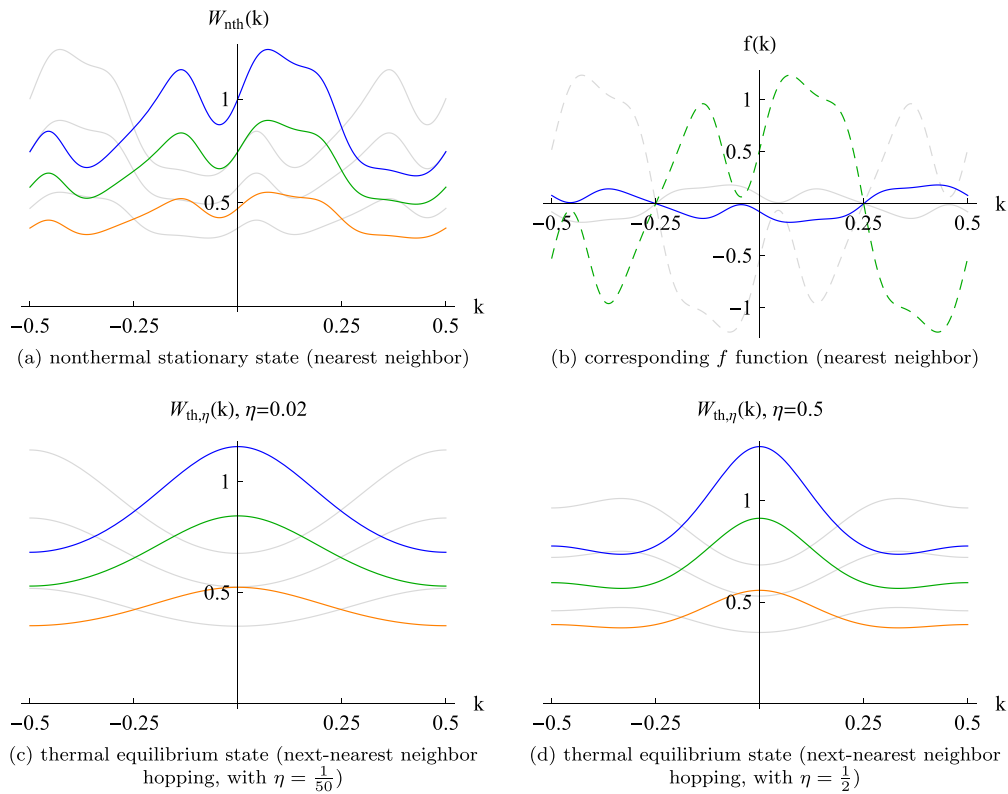 W_nth(k)
1
0.5
-0.5
-0.25
0.25
0.5
k
(a) nonthermal stationary state (nearest neighbor)
f(k)
1
0.5
-0.5
-0.25
0.25
0.5
k
−0.5
−1
(b) corresponding f function (nearest neighbor)
W_th,η(k), η=0.02
1
0.5
−0.5
−0.25
0.25
0.5
k
(c) thermal equilibrium state (next-nearest neighbor
hopping, with η = 1/50)
W_th,η(k), η=0.5
1
0.5
−0.5
−0.25
0.25
0.5
k
(d) thermal equilibrium state (next-nearest neighbor
hopping, with η = 1/2)